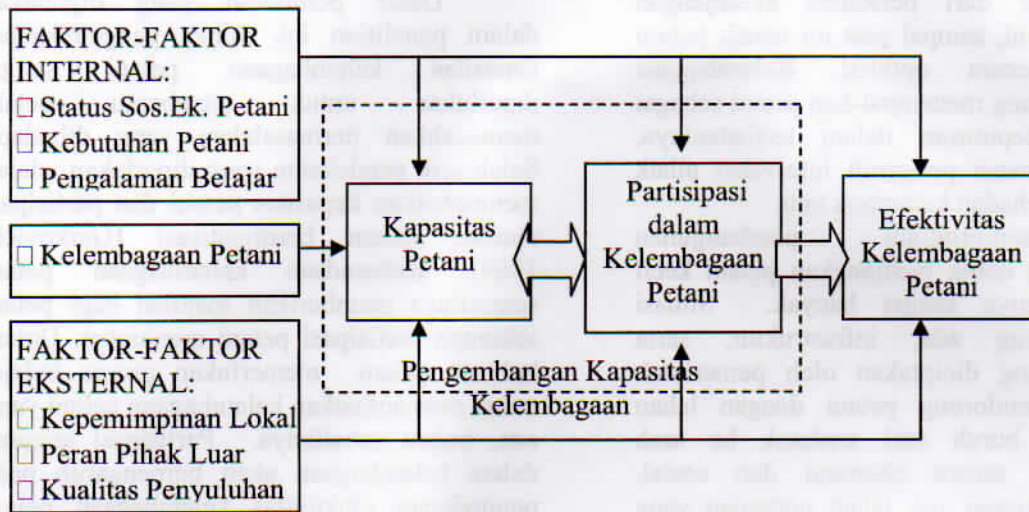 FAKTOR-FAKTOR
INTERNAL:
Status Sos.Ek. Petani
Kebutuhan Petani
Pengalaman Belajar
Kelembagaan Petani
FAKTOR-FAKTOR
EKSTERNAL:
Kepemimpinan Lokal
Peran Pihak Luar
Kualitas Penyuluhan
Kapasitas
Petani
Partisipasi
dalam
Kelembagaan
Petani
Efektivitas
Kelembagaan
Petani
Pengembangan Kapasitas
Kelembagaan